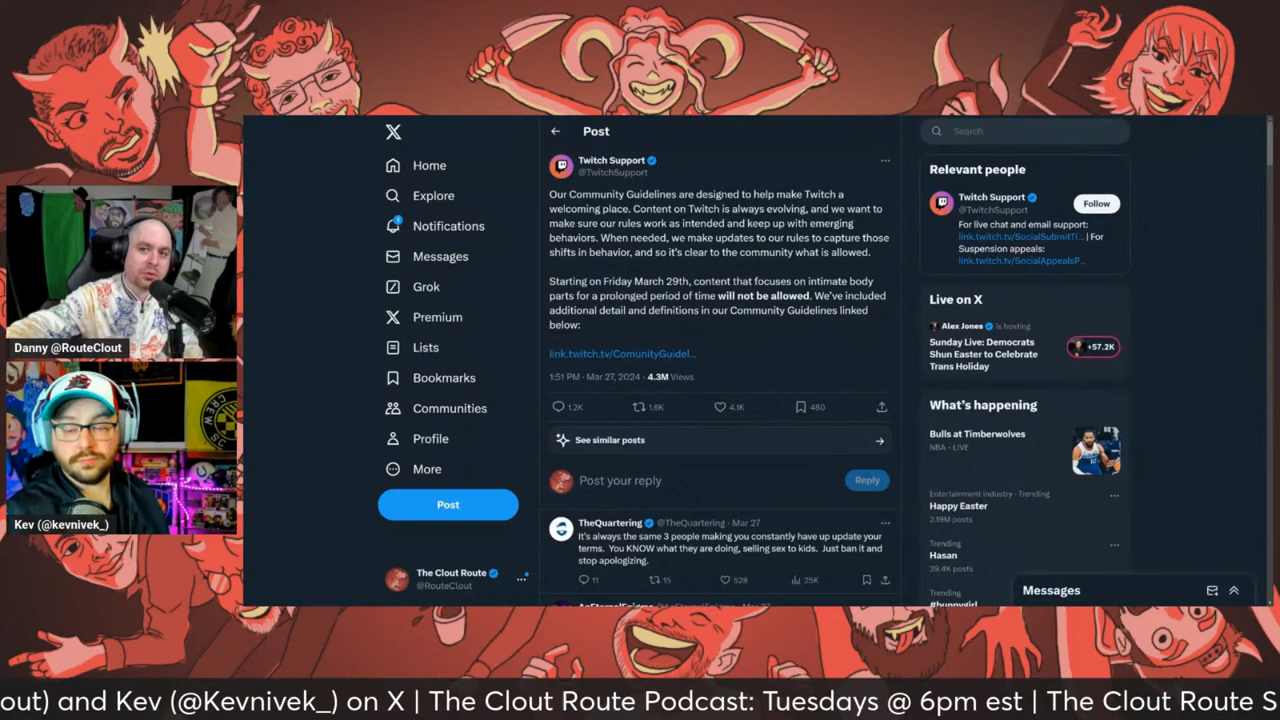 Danny @RouteClout
Kev (@kevnivek_)
Home
Explore
Notifications
Messages
Grok
Premium
Lists
Bookmarks
Communities
Profile
More
Post
The Clout Route
@RouteClout
Post
Twitch Support
@TwitchSupport
Our Community Guidelines are designed to help make Twitch a
welcoming place. Content on Twitch is always evolving, and we want to
make sure our rules work as intended and keep up with emerging
behaviors. When needed, we make updates to our rules to capture those
shifts in behavior, and so it's clear to the community what is allowed.
Starting on Friday March 29th, content that focuses on intimate body
parts for a prolonged period of time will not be allowed. We've included
additional detail and definitions in our Community Guidelines linked
below:
link.twitch.tv/ComunityGuidel...
1:51 PM · Mar 27, 2024 · 4.3M Views
1.2K 1.6K 4.1K 480
See similar posts
Post your reply
Reply
TheQuartering @TheQuartering · Mar 27
It's always the same 3 people making you constantly have up update your
terms. You KNOW what they are doing, selling sex to kids. Just ban it and
stop apologizing.
11 15 528 25K
Search
Relevant people
Twitch Support
@TwitchSupport
Follow
For live chat and email support:
link.twitch.tv/SocialSubmitTi... | For
Suspension appeals:
link.twitch.tv/SocialAppealsP...
Live on X
Alex Jones is hosting
Sunday Live: Democrats
Shun Easter to Celebrate
Trans Holiday
+57.2K
What's happening
Bulls at Timberwolves
NBA · LIVE
Entertainment industry · Trending
Happy Easter
2.19M posts
Trending
Hasan
39.4K posts
Trending
#bunnygirl
Messages
out) and Kev (@Kevnivek_) on X | The Clout Route Podcast: Tuesdays @ 6pm est | The Clout Route S